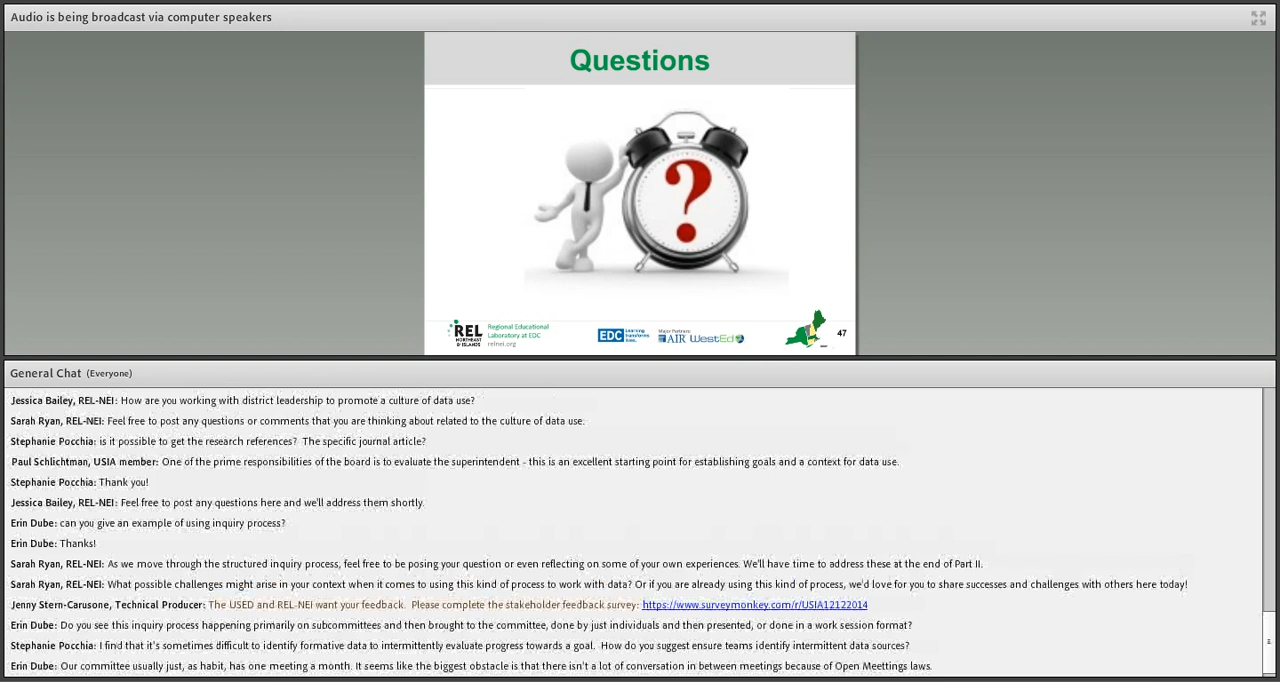 Audio is being broadcast via computer speakers
Questions
?
REL
NORTHEAST
& ISLANDS
Regional Educational
Laboratory at EDC
relnei.org
EDC
Learning
transforms
lives.
Major Partners:
AIR WestEd
47
General Chat (Everyone)
Jessica Bailey, REL-NEI: How are you working with district leadership to promote a culture of data use?
Sarah Ryan, REL-NEI: Feel free to post any questions or comments that you are thinking about related to the culture of data use.
Stephanie Pocchia: is it possible to get the research references? The specific journal article?
Paul Schlichtman, USIA member: One of the prime responsibilities of the board is to evaluate the superintendent - this is an excellent starting point for establishing goals and a context for data use.
Stephanie Pocchia: Thank you!
Jessica Bailey, REL-NEI: Feel free to post any questions here and we'll address them shortly.
Erin Dube: can you give an example of using inquiry process?
Erin Dube: Thanks!
Sarah Ryan, REL-NEI: As we move through the structured inquiry process, feel free to be posing your question or even reflecting on some of your own experiences. We'll have time to address these at the end of Part II.
Sarah Ryan, REL-NEI: What possible challenges might arise in your context when it comes to using this kind of process to work with data? Or if you are already using this kind of process, we'd love for you to share successes and challenges with others here today!
Jenny Stern-Carusone, Technical Producer: The USED and REL-NEI want your feedback. Please complete the stakeholder feedback survey: https://www.surveymonkey.com/r/USIA12122014
Erin Dube: Do you see this inquiry process happening primarily on subcommittees and then brought to the committee, done by just individuals and then presented, or done in a work session format?
Stephanie Pocchia: I find that it's sometimes difficult to identify formative data to intermittently evaluate progress towards a goal. How do you suggest ensure teams identify intermittent data sources?
Erin Dube: Our committee usually just, as habit, has one meeting a month. It seems like the biggest obstacle is that there isn't a lot of conversation in between meetings because of Open Meettings laws.